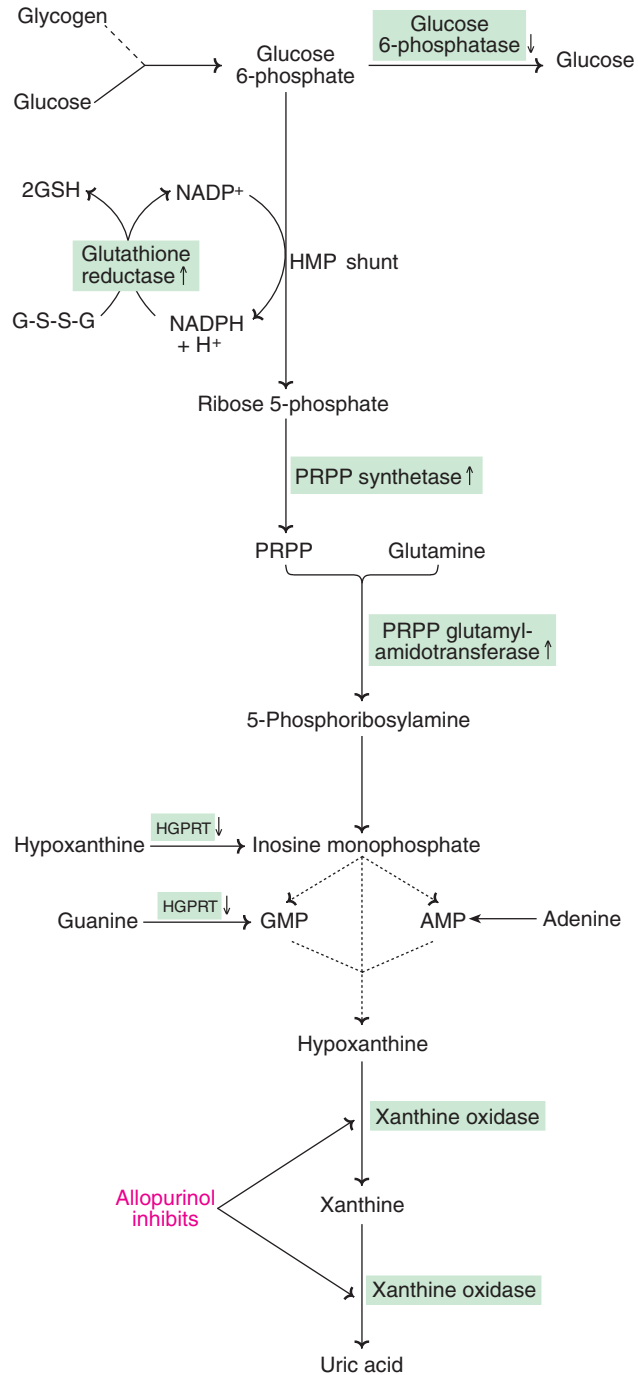 Glycogen
Glucose
Glucose
6-phosphate
Glucose
6-phosphatase ↓
Glucose
2GSH
NADP+
Glutathione
reductase ↑
HMP shunt
G-S-S-G
NADPH
+ H+
Ribose 5-phosphate
PRPP synthetase ↑
PRPP
Glutamine
PRPP glutamyl-
amidotransferase ↑
5-Phosphoribosylamine
Hypoxanthine
HGPRT ↓
Inosine monophosphate
Guanine
HGPRT ↓
GMP
AMP
Adenine
Hypoxanthine
Xanthine oxidase
Allopurinol
inhibits
Xanthine
Xanthine oxidase
Uric acid